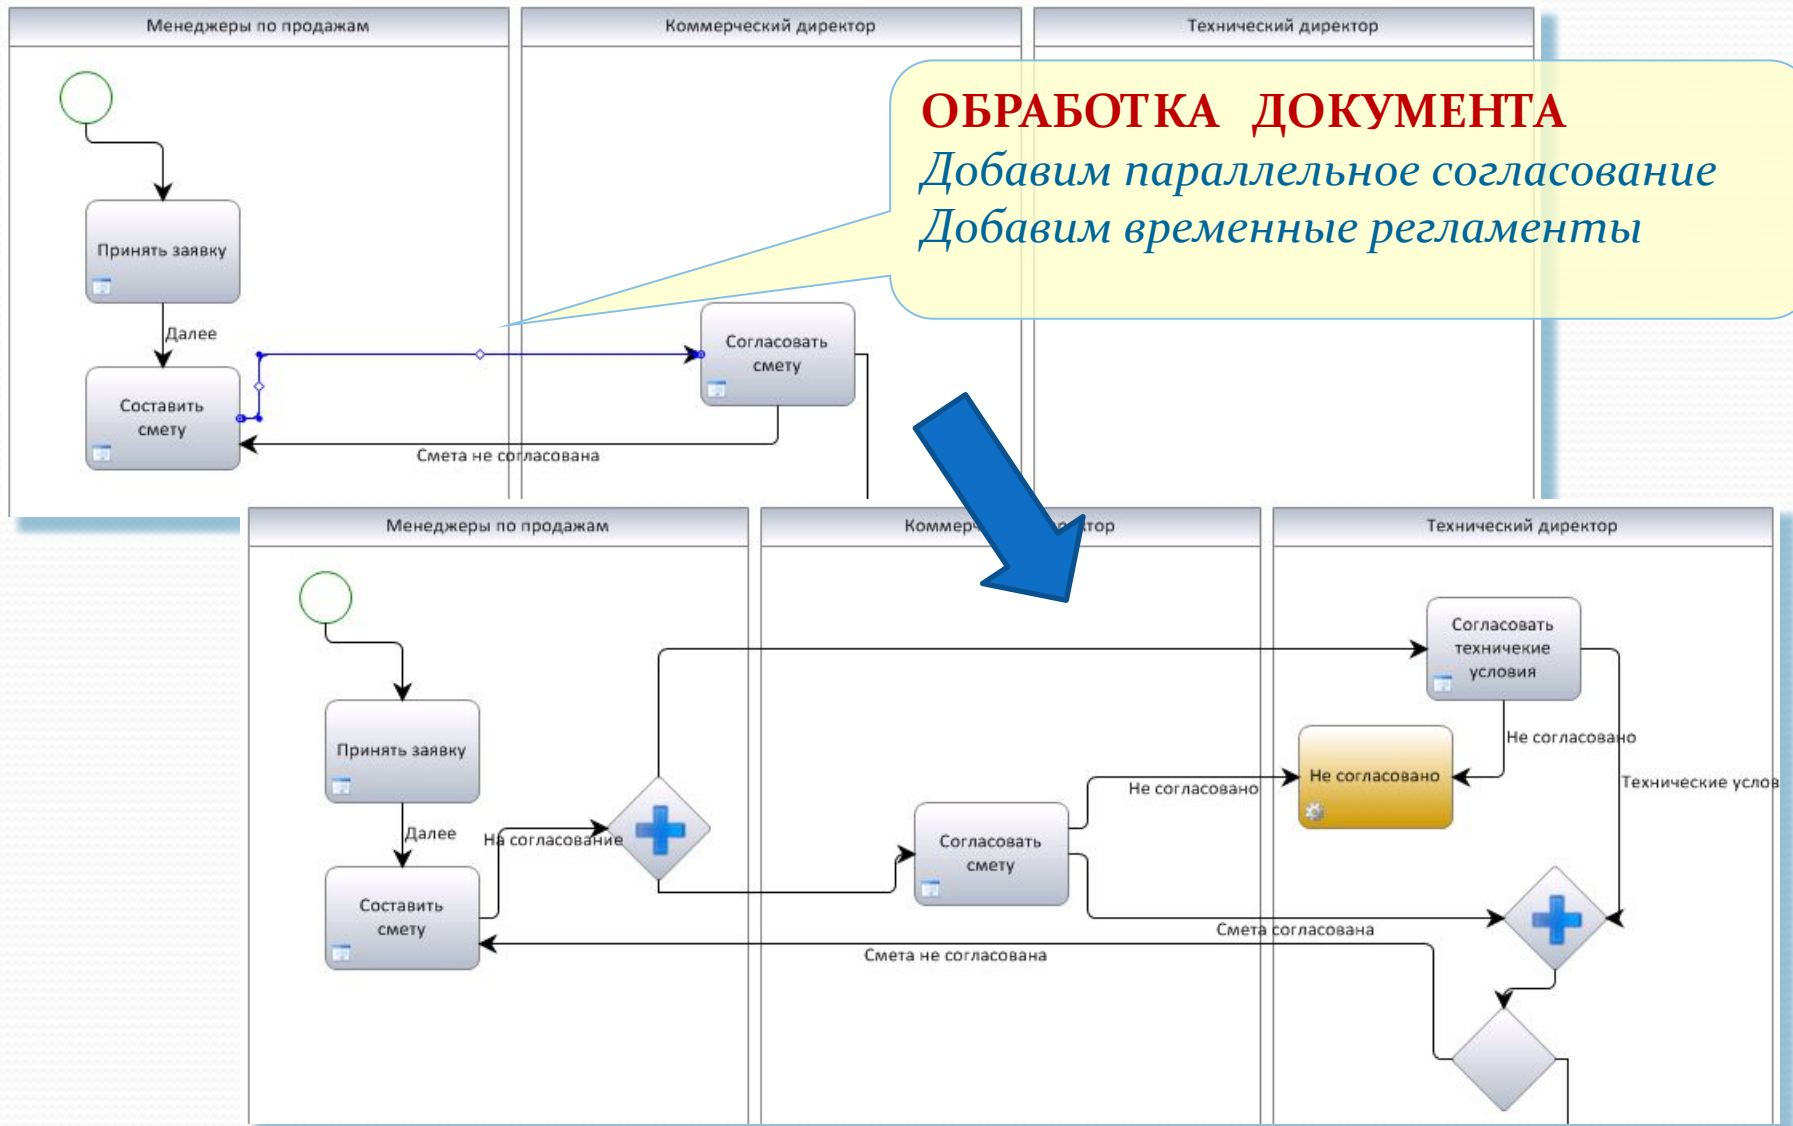 Менеджеры по продажам
Коммерческий директор
Технический директор
ОБРАБОТКА ДОКУМЕНТА
Добавим параллельное согласование
Добавим временные регламенты
Принять заявку
Далее
Согласовать
смету
Составить
смету
Смета не согласована
Менеджеры по продажам
Технический директор
Согласовать
техничекие
условия
Не согласовано
Принять заявку
Не согласовано
Технические услов
Не согласовано
Далее
На согласование
Согласовать
смету
Составить
смету
Смета согласована
Смета не согласована